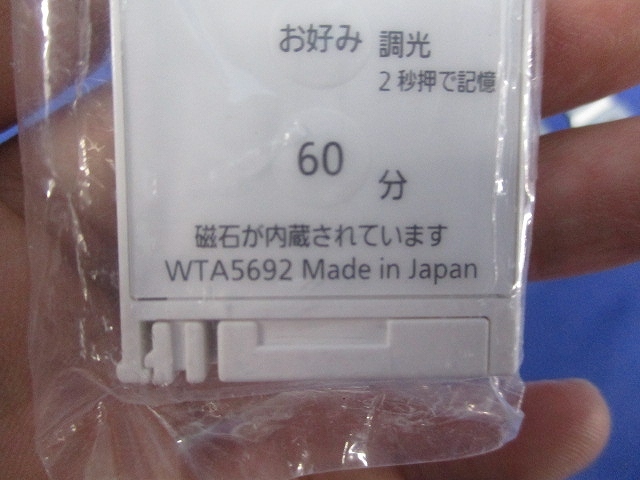 お好み 調光
2秒押で記憶
60
分
磁石が内蔵されています
WTA5692 Made in Japan